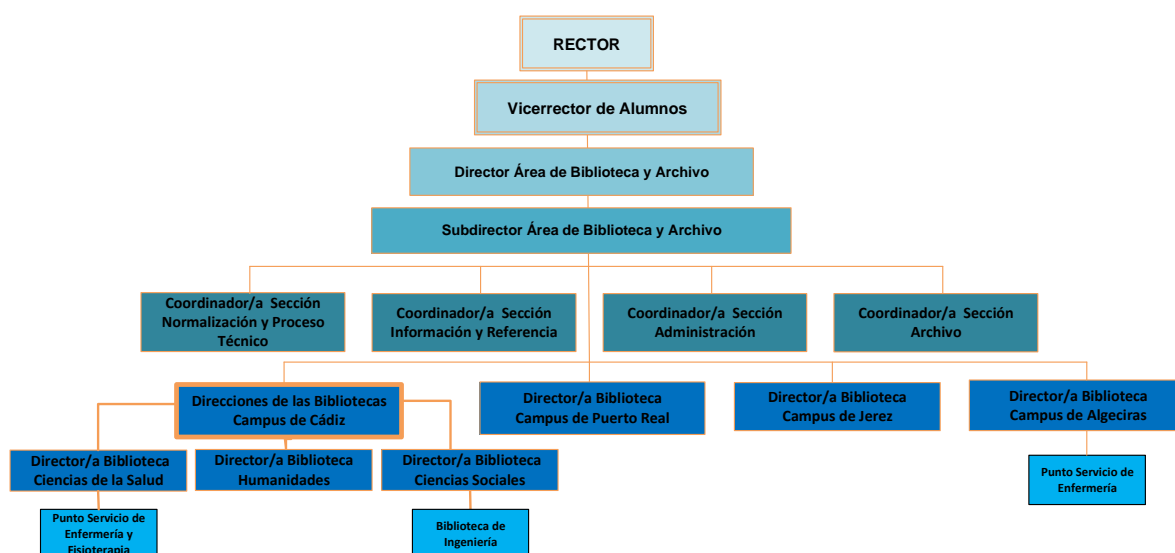 RECTOR
Vicerrector de Alumnos
Director Área de Biblioteca y Archivo
Subdirector Área de Biblioteca y Archivo
Coordinador/a Sección
Normalización y Proceso
Técnico
Coordinador/a Sección
Información y Referencia
Coordinador/a Sección
Administración
Coordinador/a Sección
Archivo
Direcciones de las Bibliotecas
Campus de Cádiz
Director/a Biblioteca
Campus de Puerto Real
Director/a Biblioteca
Campus de Jerez
Director/a Biblioteca
Campus de Algeciras
Director/a Biblioteca
Ciencias de la Salud
Director/a Biblioteca
Humanidades
Director/a Biblioteca
Ciencias Sociales
Punto Servicio de
Enfermería
Punto Servicio de
Enfermería y
Fisioterapia
Biblioteca de
Ingeniería